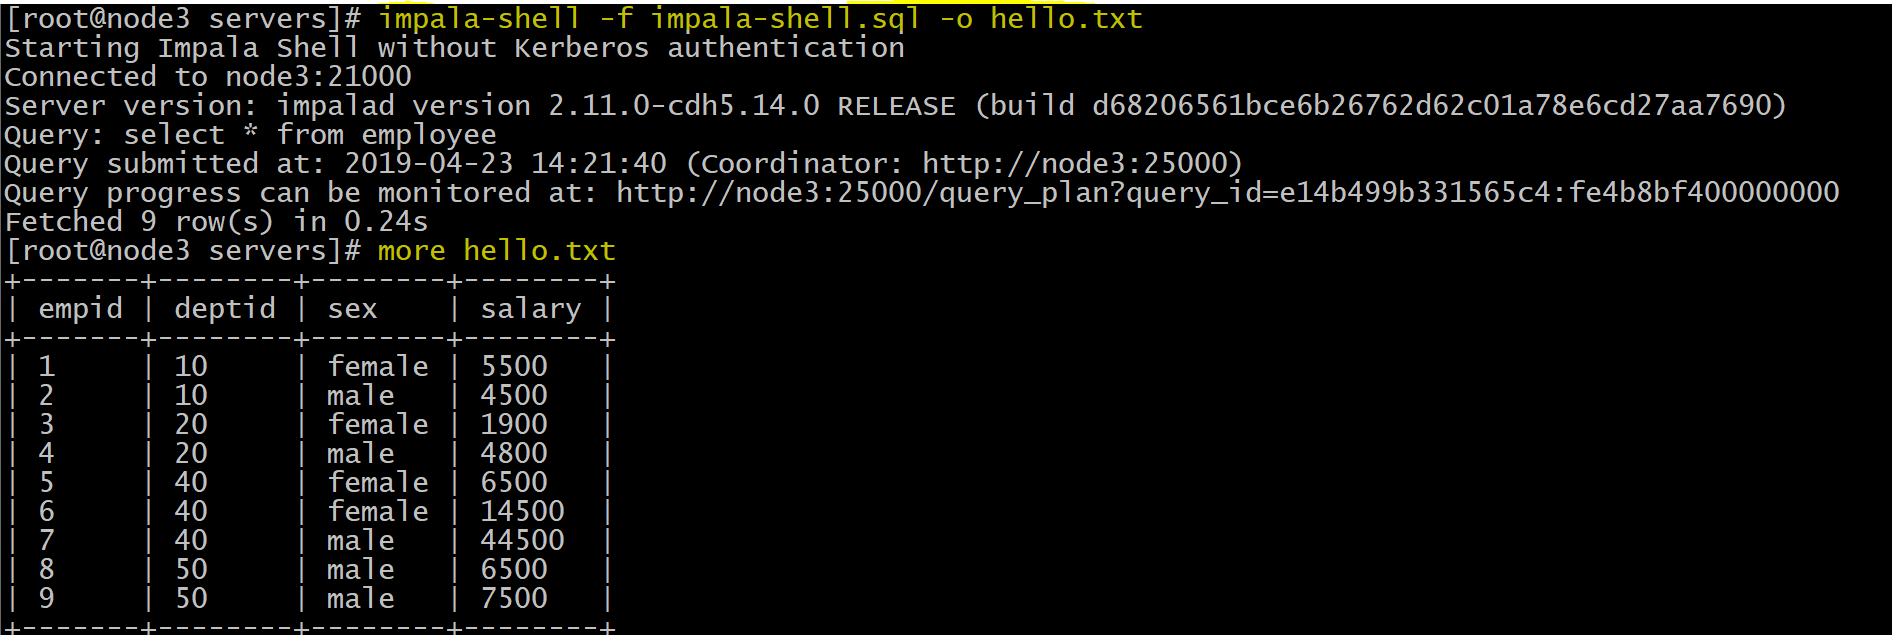 [root@node3 servers]# impala-shell -f impala-shell.sql -o hello.txt
Starting Impala Shell without Kerberos authentication
Connected to node3:21000
Server version: impalad version 2.11.0-cdh5.14.0 RELEASE (build d68206561bce6b26762d62c01a78e6cd27aa7690)
Query: select * from employee
Query submitted at: 2019-04-23 14:21:40 (Coordinator: http://node3:25000)
Query progress can be monitored at: http://node3:25000/query_plan?query_id=e14b499b331565c4:fe4b8bf400000000
Fetched 9 row(s) in 0.24s
[root@node3 servers]# more hello.txt
+-------+--------+--------+--------+
| empid | deptid | sex    | salary |
+-------+--------+--------+--------+
| 1     | 10     | female | 5500   |
| 2     | 10     | male   | 4500   |
| 3     | 20     | female | 1900   |
| 4     | 20     | male   | 4800   |
| 5     | 40     | female | 6500   |
| 6     | 40     | female | 14500  |
| 7     | 40     | male   | 44500  |
| 8     | 50     | male   | 6500   |
| 9     | 50     | male   | 7500   |
+-------+--------+--------+--------+